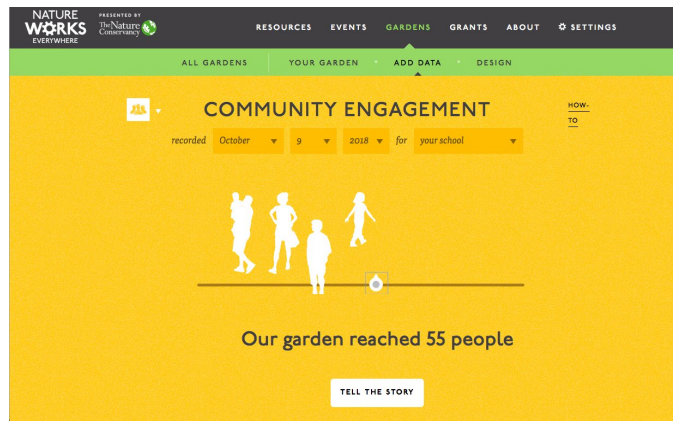 NATURE
WORKS
EVERYWHERE
PRESENTED BY
The Nature
Conservancy
RESOURCES EVENTS GARDENS GRANTS ABOUT SETTINGS
ALL GARDENS YOUR GARDEN ADD DATA DESIGN
COMMUNITY ENGAGEMENT
HOW-
TO
recorded October 9 2018 for your school
Our garden reached 55 people
TELL THE STORY